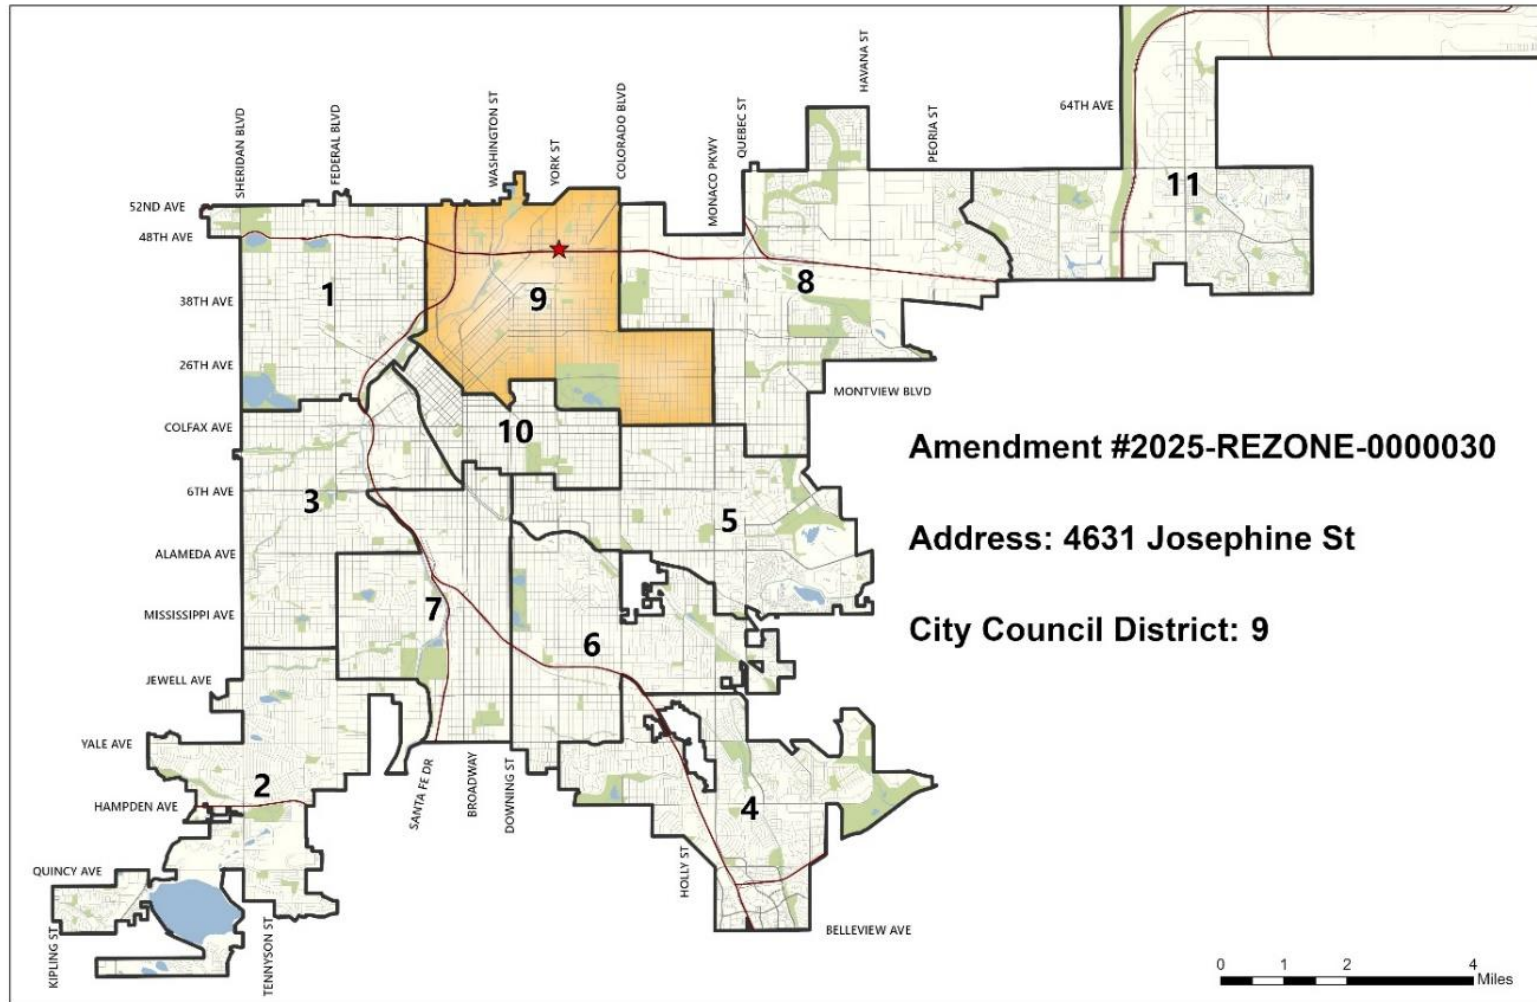 HAVANA ST
64TH AVE
SHERIDAN BLVD
FEDERAL BLVD
WASHINGTON ST
YORK ST
COLORADO BLVD
MONACO PKWY
QUEBEC ST
PEORIA ST
11
52ND AVE
48TH AVE
1
9
8
38TH AVE
26TH AVE
MONTVIEW BLVD
COLFAX AVE
10
Amendment #2025-REZONE-0000030
6TH AVE
3
5
Address: 4631 Josephine St
ALAMEDA AVE
MISSISSIPPI AVE
7
6
City Council District: 9
JEWELL AVE
YALE AVE
2
HAMPDEN AVE
SANTA FE DR
BROADWAY
DOWNING ST
4
HOLLY ST
QUINCY AVE
KIPLING ST
TENNYSON ST
BELLEVIEW AVE
0 1 2 4
Miles